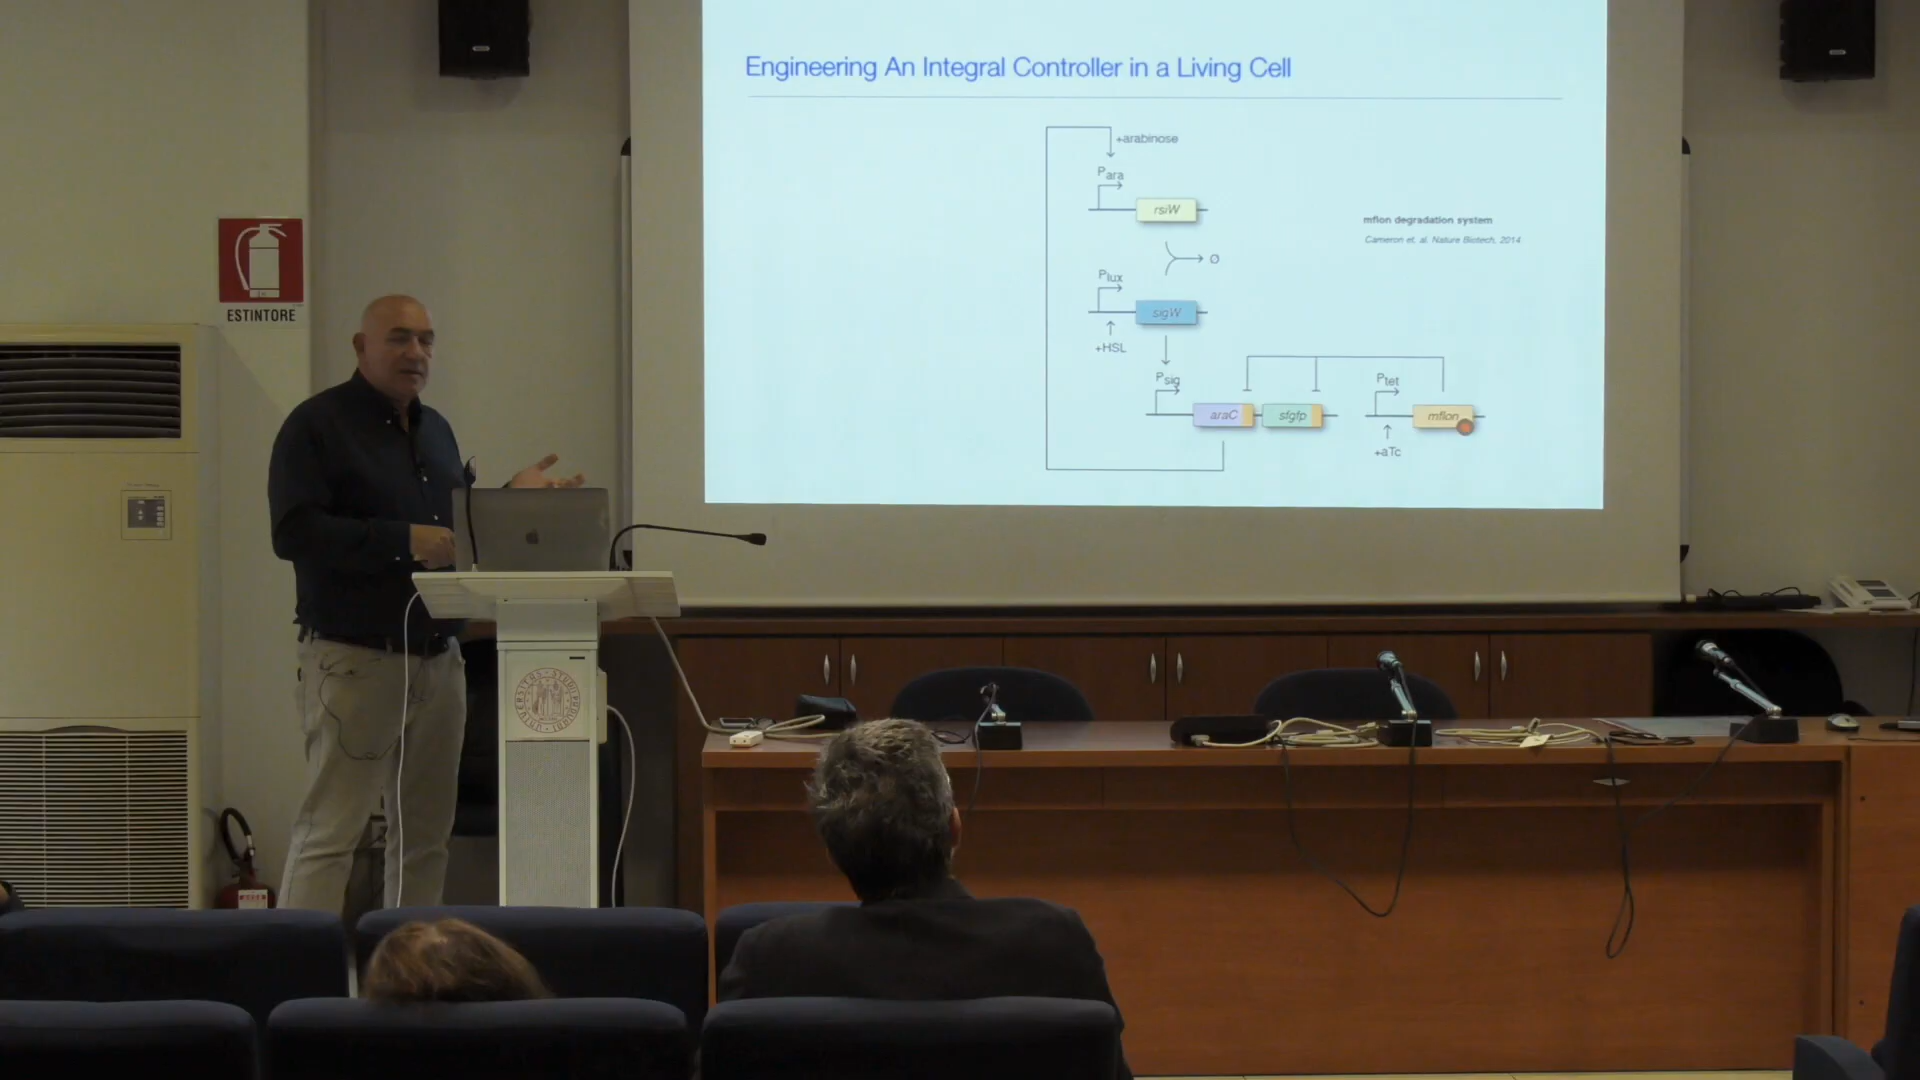 Engineering An Integral Controller in a Living Cell
+arabinose
Para
rsiW
mflon degradation system
Cameron et. al. Nature Biotech, 2014
Ø
Plux
sigW
+HSL
Psig
Ptet
araC
sfgfp
mflon
+aTc
ESTINTORE